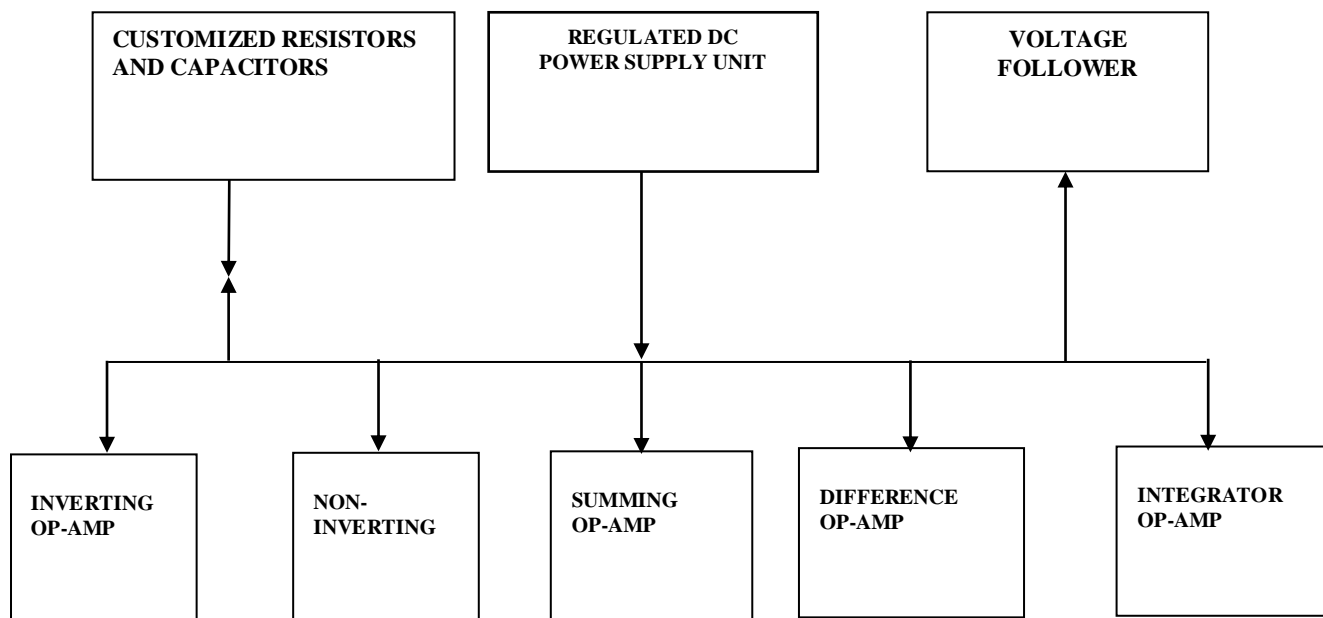 CUSTOMIZED RESISTORS
AND CAPACITORS
REGULATED DC
POWER SUPPLY UNIT
VOLTAGE
FOLLOWER
INVERTING
OP-AMP
NON-
INVERTING
SUMMING
OP-AMP
DIFFERENCE
OP-AMP
INTEGRATOR
OP-AMP